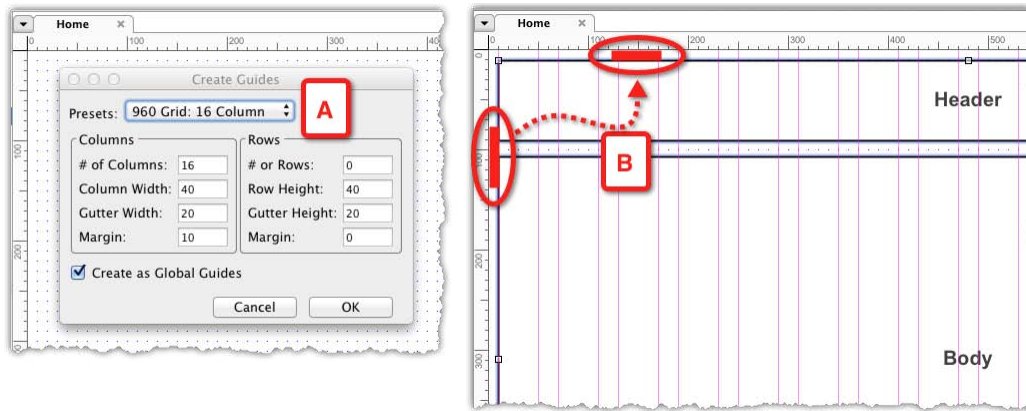 Home ×
0 |100 |200 |300 |400
Create Guides
Presets: 960 Grid: 16 Column
A
Columns
# of Columns: 16
Column Width: 40
Gutter Width: 20
Margin: 10
Rows
# or Rows: 0
Row Height: 40
Gutter Height: 20
Margin: 0
Create as Global Guides
Cancel OK
100
200
Home ×
0 100 |200 |300 |400 |500
0
Header
100
B
200
300
Body